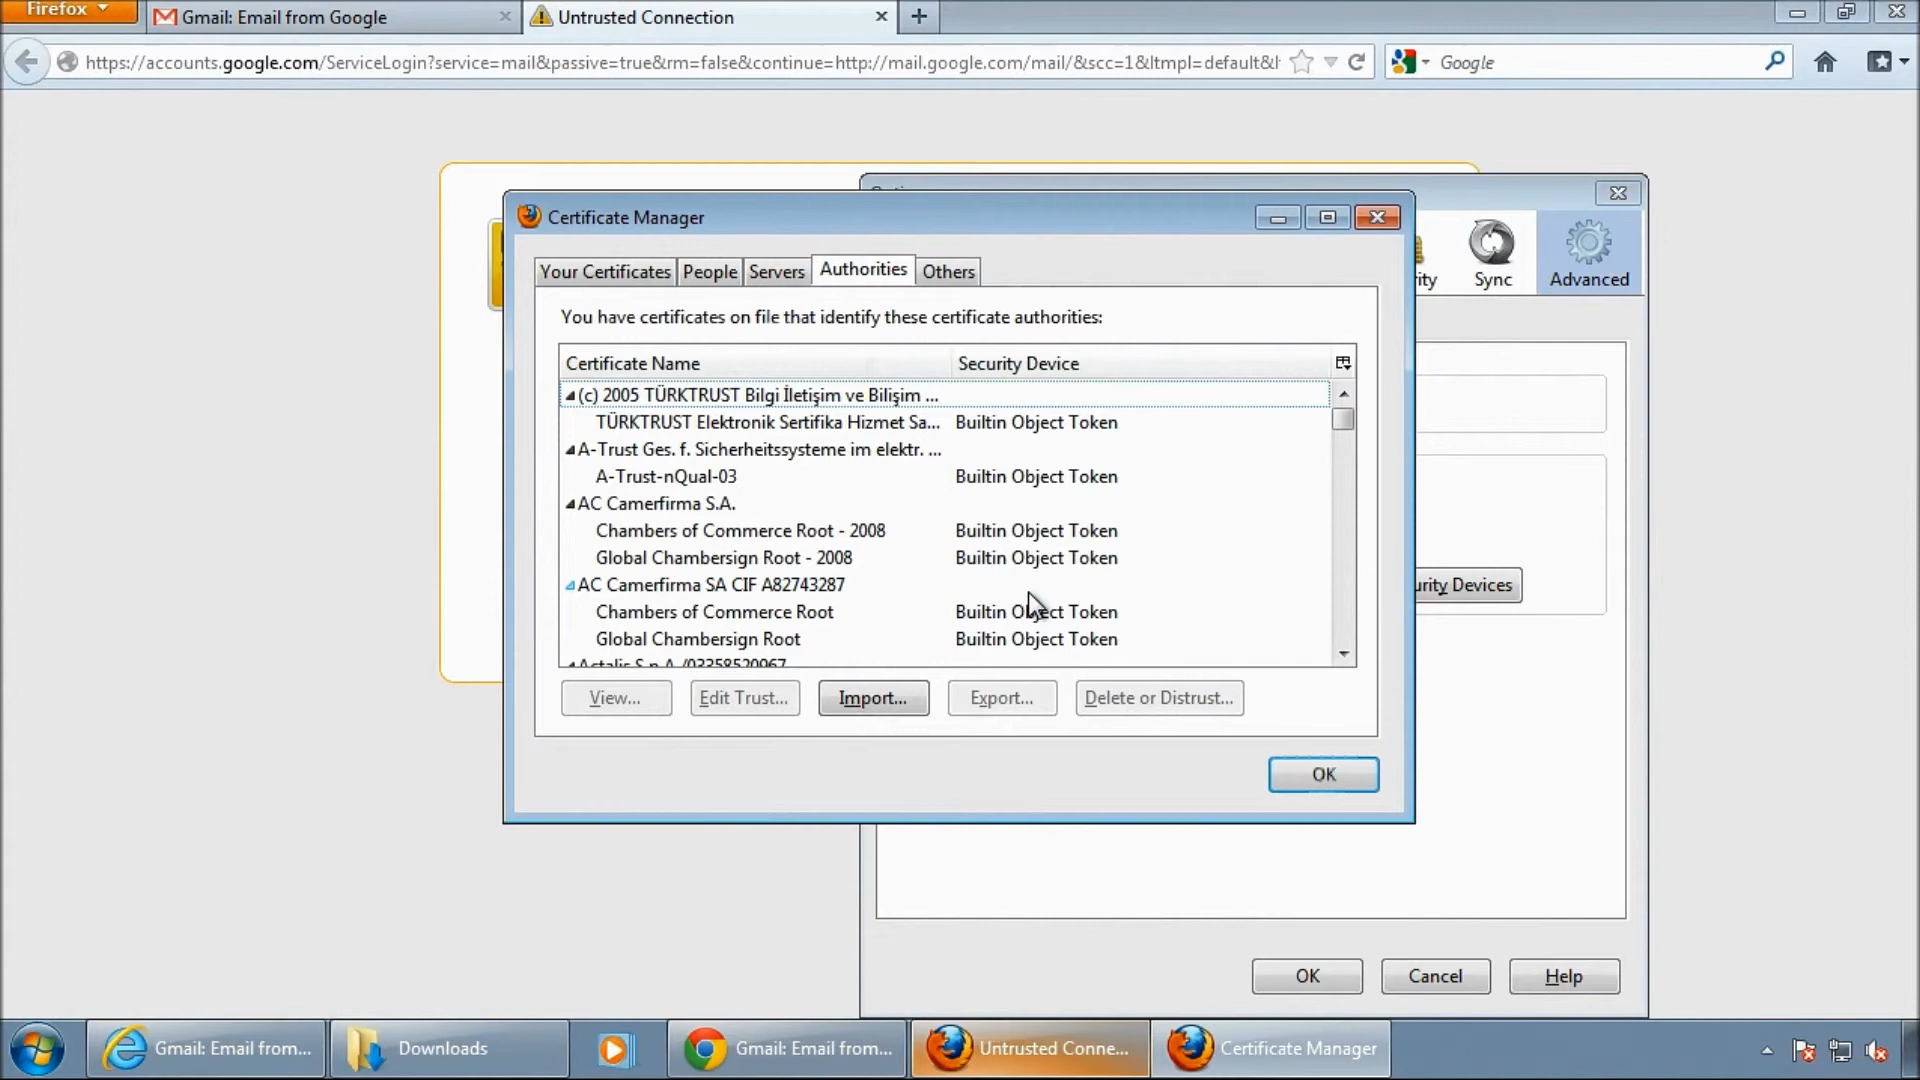 Firefox
Gmail: Email from Google
Untrusted Connection
https://accounts.google.com/ServiceLogin?service=mail&passive=true&rm=false&continue=http://mail.google.com/mail/&scc=1&ltmpl=default&l
Google
Certificate Manager
Sync
Advanced
Your Certificates
People
Servers
Authorities
Others
You have certificates on file that identify these certificate authorities:
Certificate Name
Security Device
(c) 2005 TÜRKTRUST Bilgi İletişim ve Bilişim ...
TÜRKTRUST Elektronik Sertifika Hizmet Sa... Builtin Object Token
A-Trust Ges. f. Sicherheitssysteme im elektr. ...
A-Trust-nQual-03 Builtin Object Token
AC Camerfirma S.A.
Chambers of Commerce Root - 2008 Builtin Object Token
Global Chambersign Root - 2008 Builtin Object Token
AC Camerfirma SA CIF A82743287
urity Devices
Chambers of Commerce Root Builtin Object Token
Global Chambersign Root Builtin Object Token
Actalis S.p.A./03358520967
View...
Edit Trust...
Import...
Export...
Delete or Distrust...
OK
OK
Cancel
Help
Gmail: Email from...
Downloads
Gmail: Email from...
Untrusted Conne...
Certificate Manager